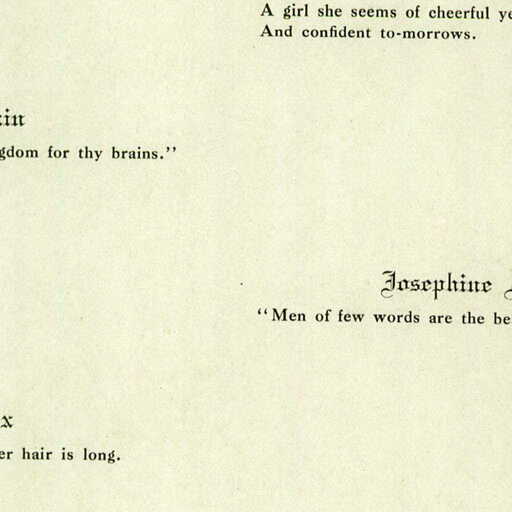 A girl she seems of cheerful ye
And confident to-morrows.
in
gdom for thy brains.”
Josephine
“Men of few words are the be
x
er hair is long.